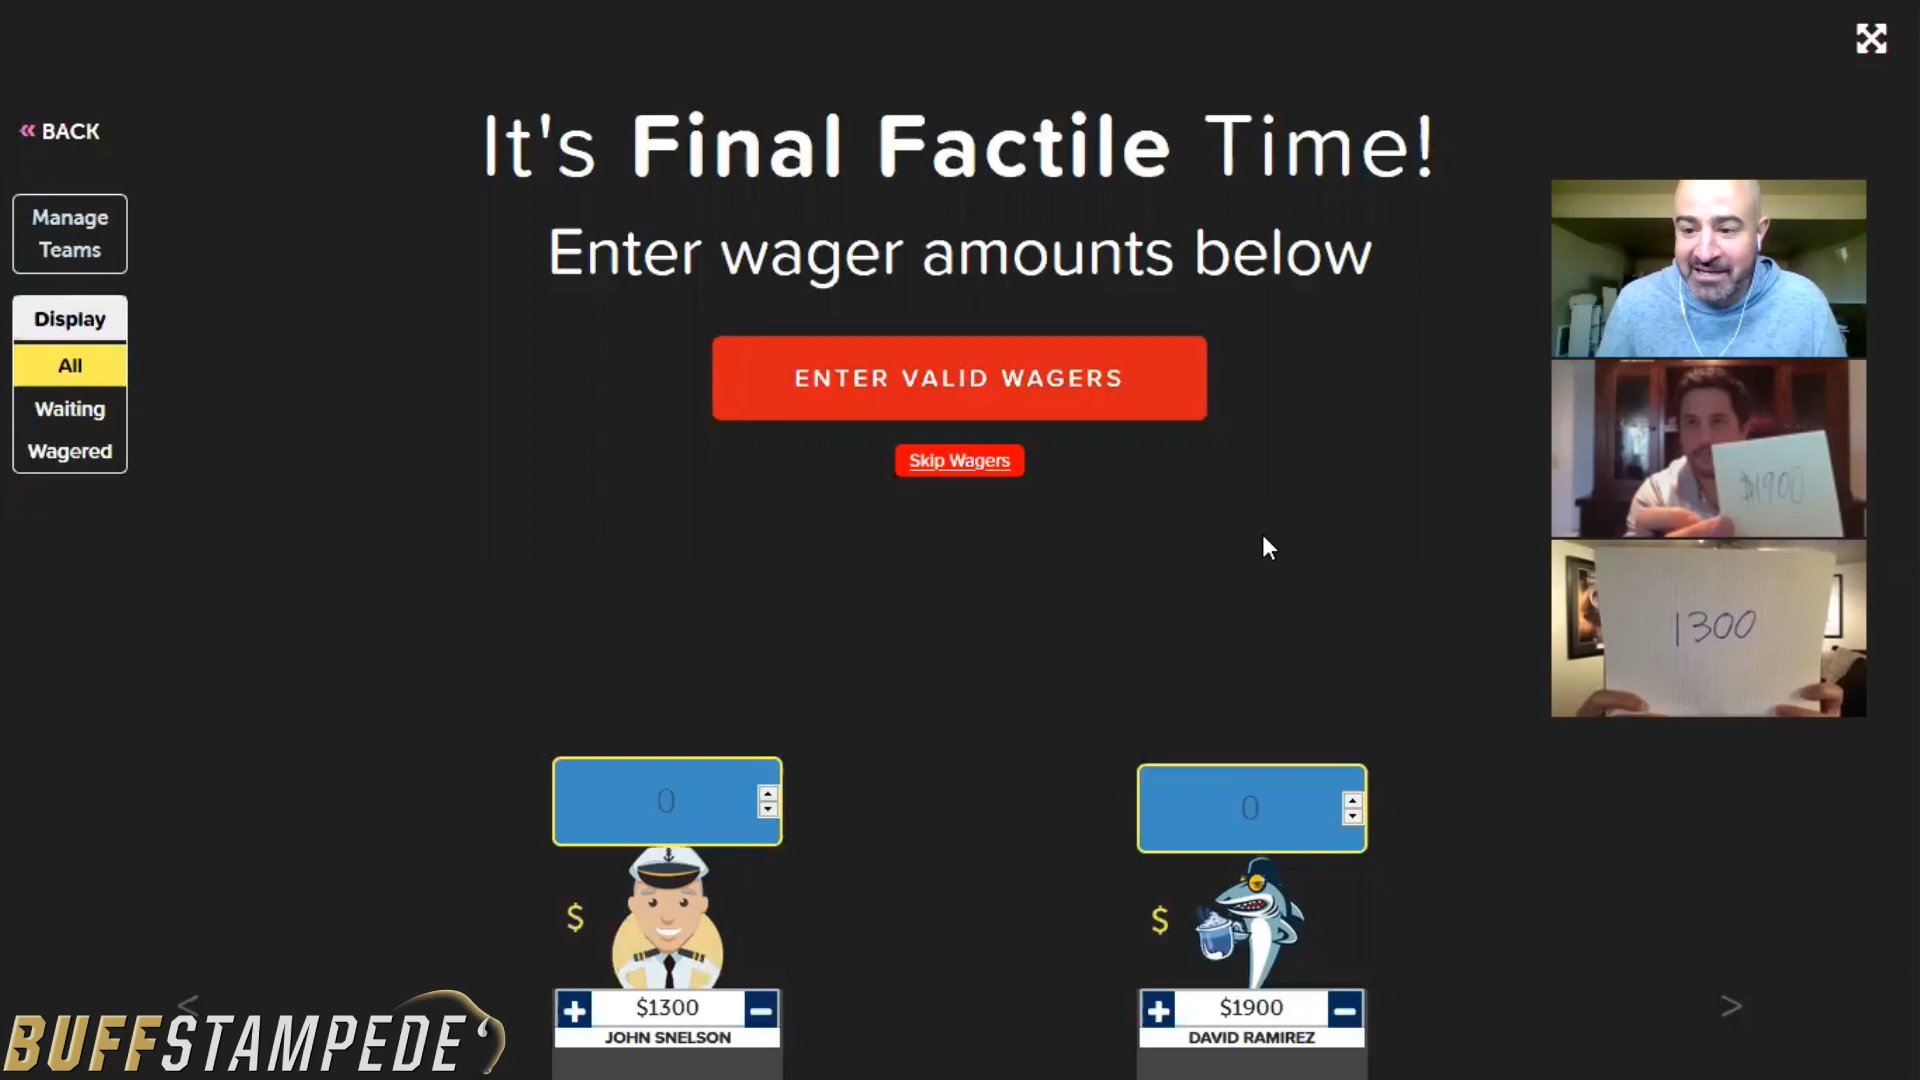 It's Final Factile Time!
« BACK
Manage
Teams
Enter wager amounts below
Display
All
Waiting
Wagered
ENTER VALID WAGERS
Skip Wagers
$1900
1300
0
0
$
$
+ $1300 −
JOHN SNELSON
+ $1900 −
DAVID RAMIREZ
< >
BUFFSTAMPEDE